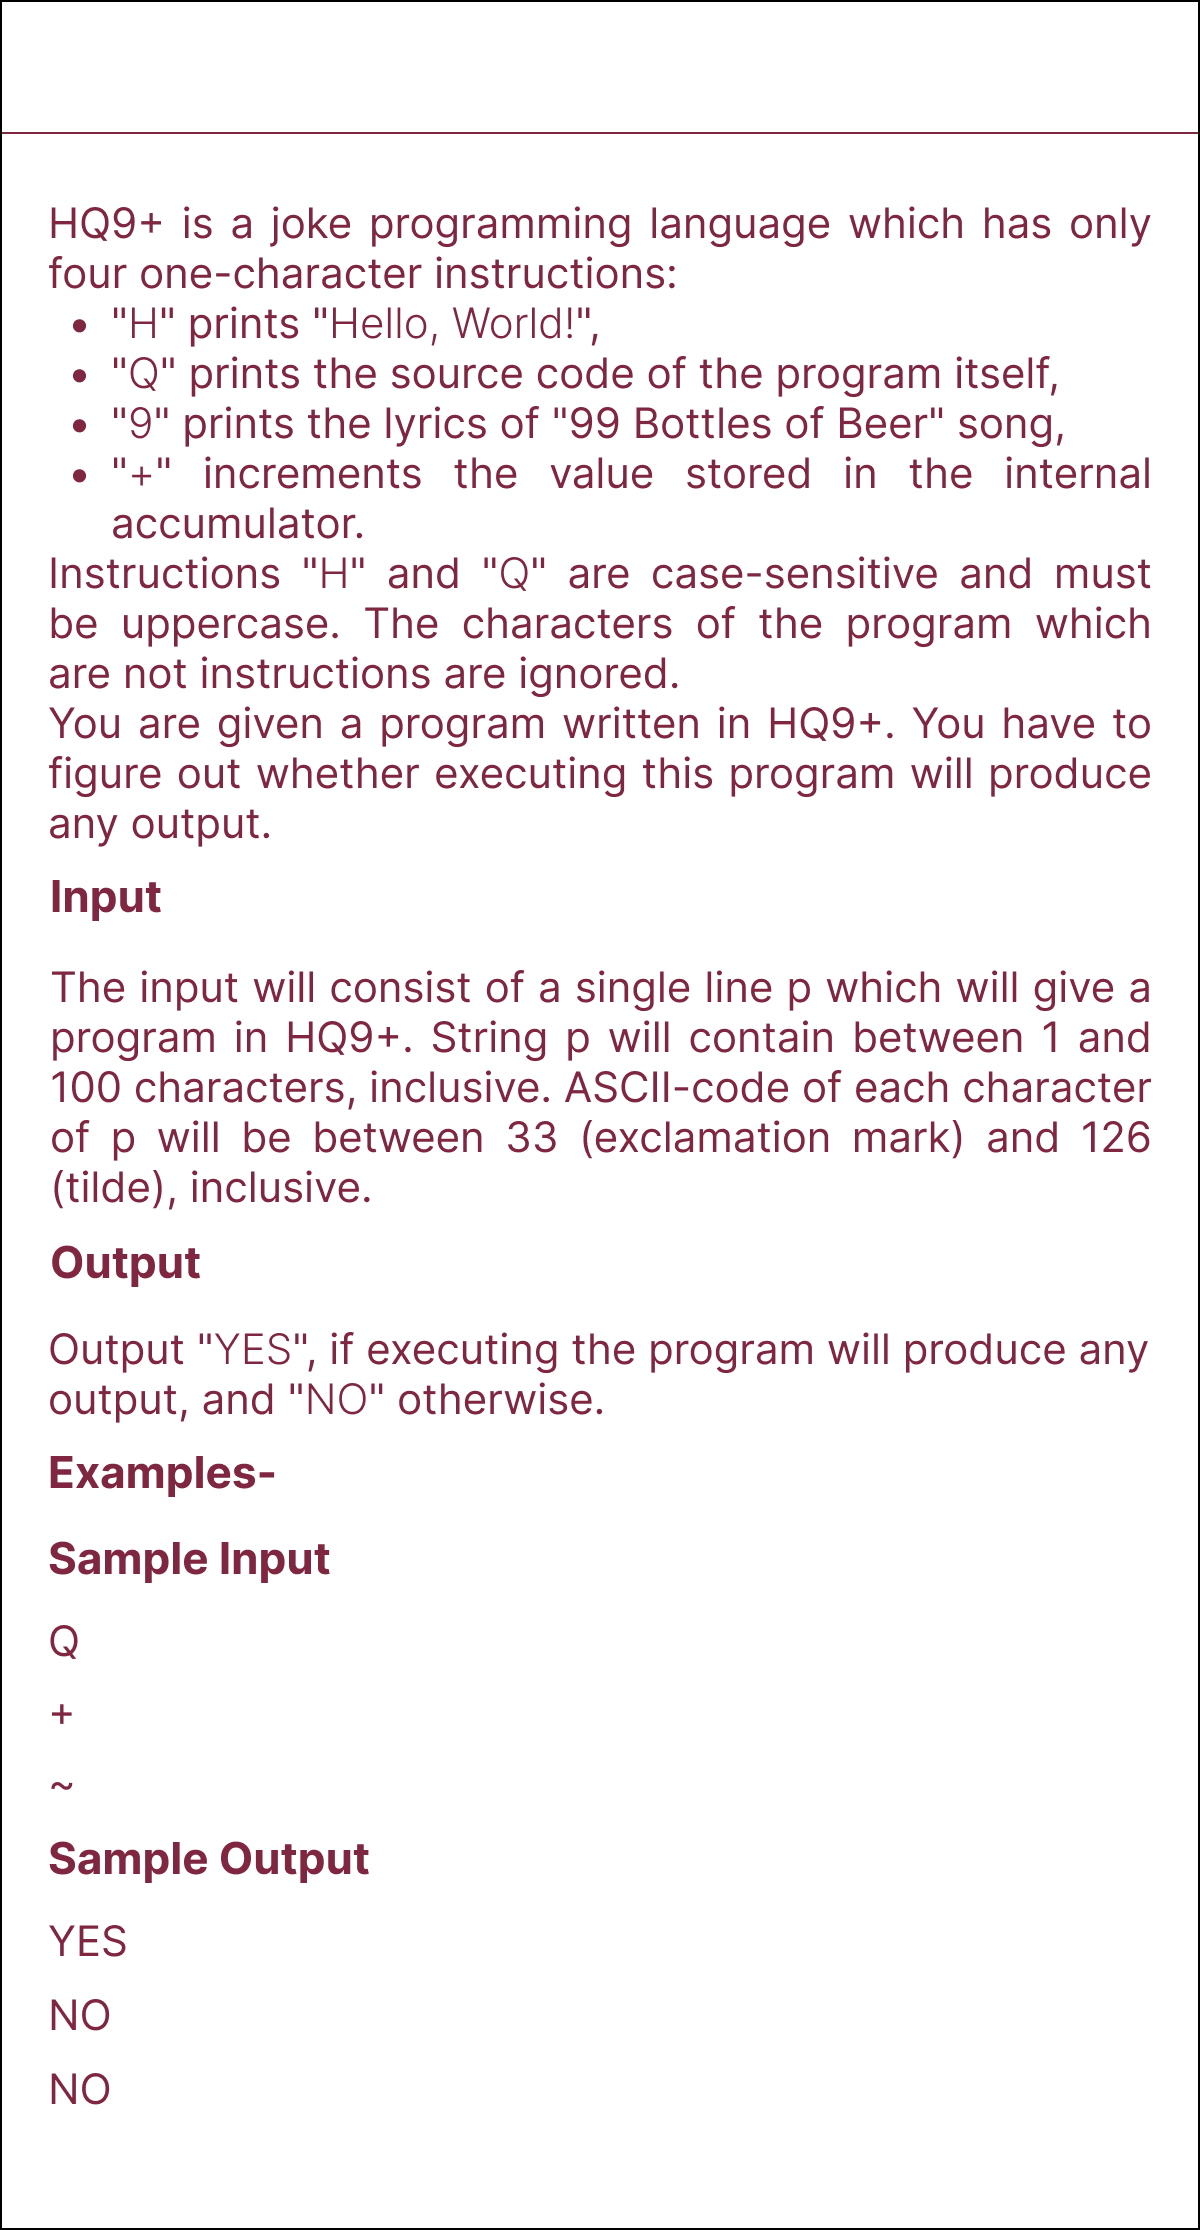 HQ9+ is a joke programming language which has only
four one-character instructions:
• "H" prints "Hello, World!",
• "Q" prints the source code of the program itself,
• "9" prints the lyrics of "99 Bottles of Beer" song,
• "+" increments the value stored in the internal
accumulator.
Instructions "H" and "Q" are case-sensitive and must
be uppercase. The characters of the program which
are not instructions are ignored.
You are given a program written in HQ9+. You have to
figure out whether executing this program will produce
any output.
Input
The input will consist of a single line p which will give a
program in HQ9+. String p will contain between 1 and
100 characters, inclusive. ASCII-code of each character
of p will be between 33 (exclamation mark) and 126
(tilde), inclusive.
Output
Output "YES", if executing the program will produce any
output, and "NO" otherwise.
Examples-
Sample Input
Q
+
~
Sample Output
YES
NO
NO